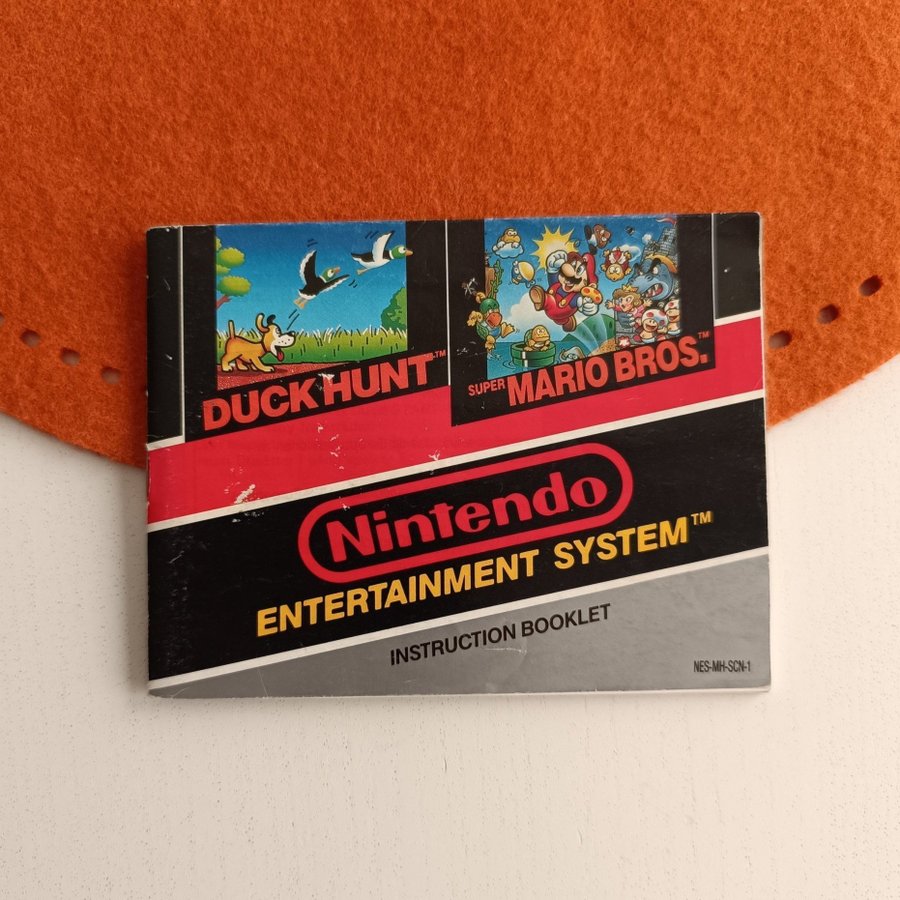 DUCK HUNT™
SUPER MARIO BROS.™
Nintendo
ENTERTAINMENT SYSTEM™
INSTRUCTION BOOKLET
NES-MH-SCN-1